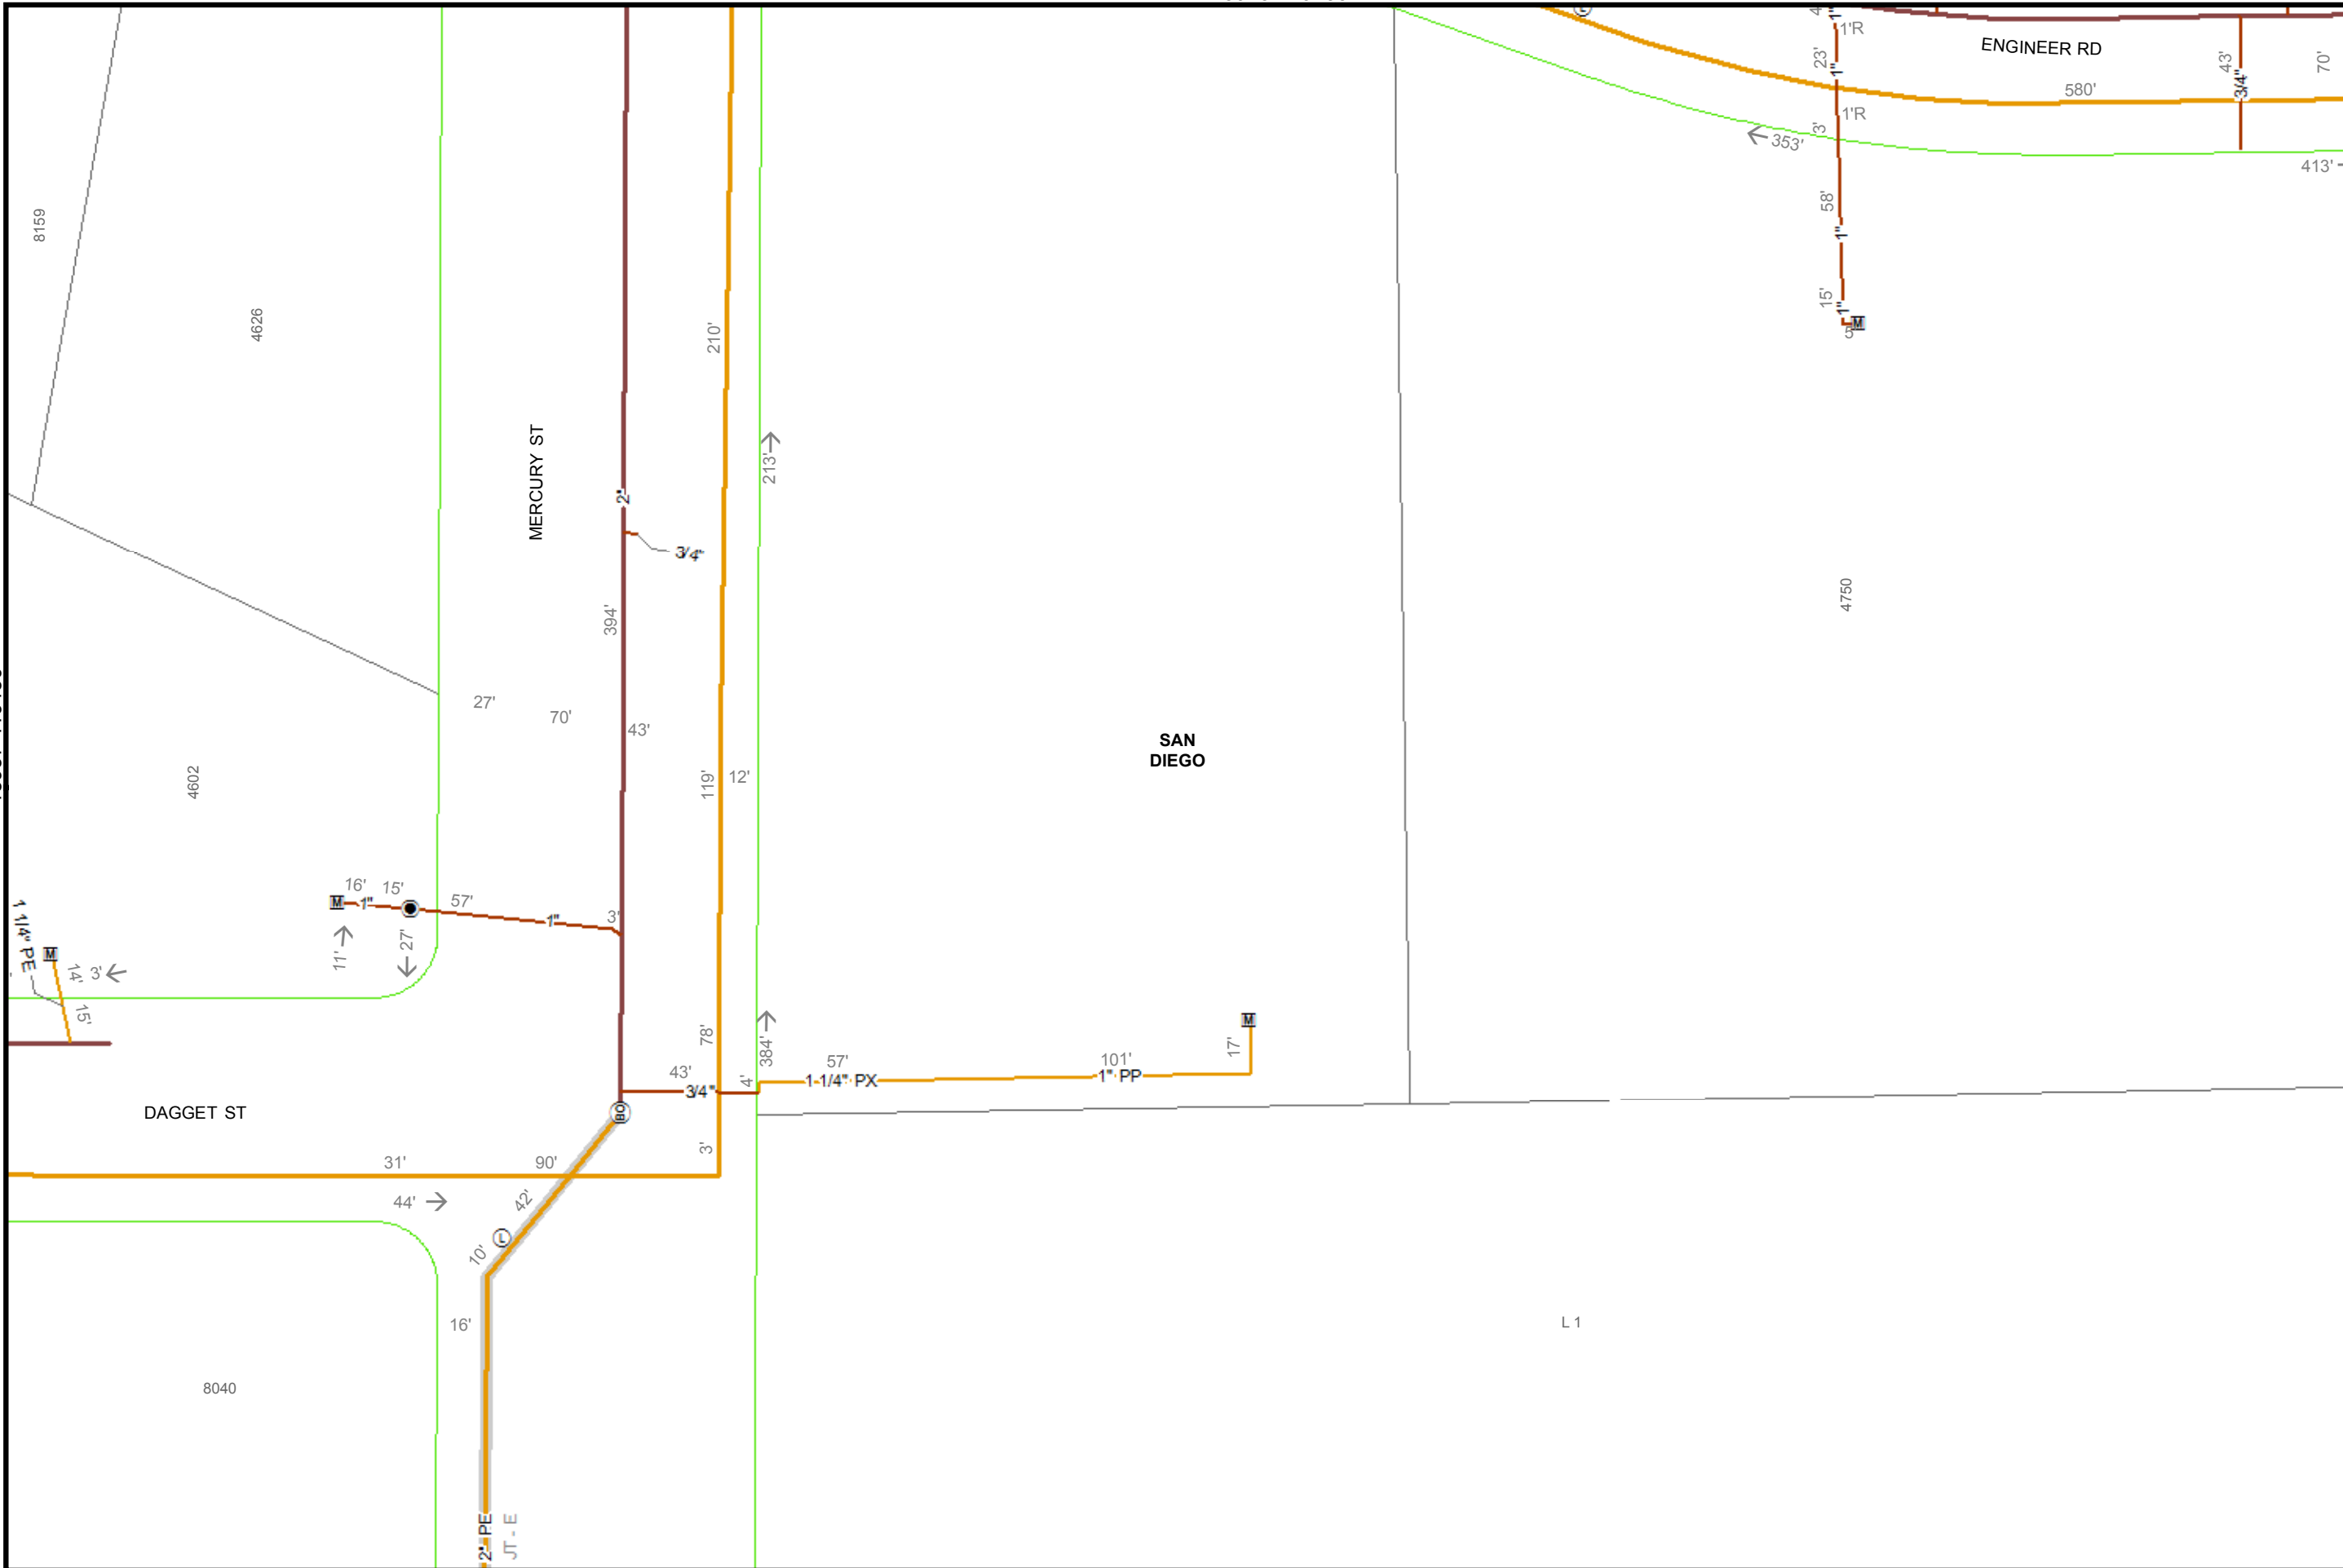 ENGINEER RD
1"
1'R
23'
1"
580'
43'
3/4"
70'
1'R
3'
353'
413'
58'
1"
15'
1"
M
8159
4626
210'
MERCURY ST
213'
2"
3/4"
394'
4750
27'
70'
43'
SAN
DIEGO
119'
12'
4602
16'
15'
57'
M
1"
1"
3'
11'
27'
1 1/4" PE
M
14'
3'
15'
78'
384'
M
17'
43'
3/4"
4'
57'
1-1/4" PX
101'
1" PP
DAGGET ST
BO
3'
31'
90'
44'
42'
L
10'
16'
L 1
8040
2" PE
JT - E